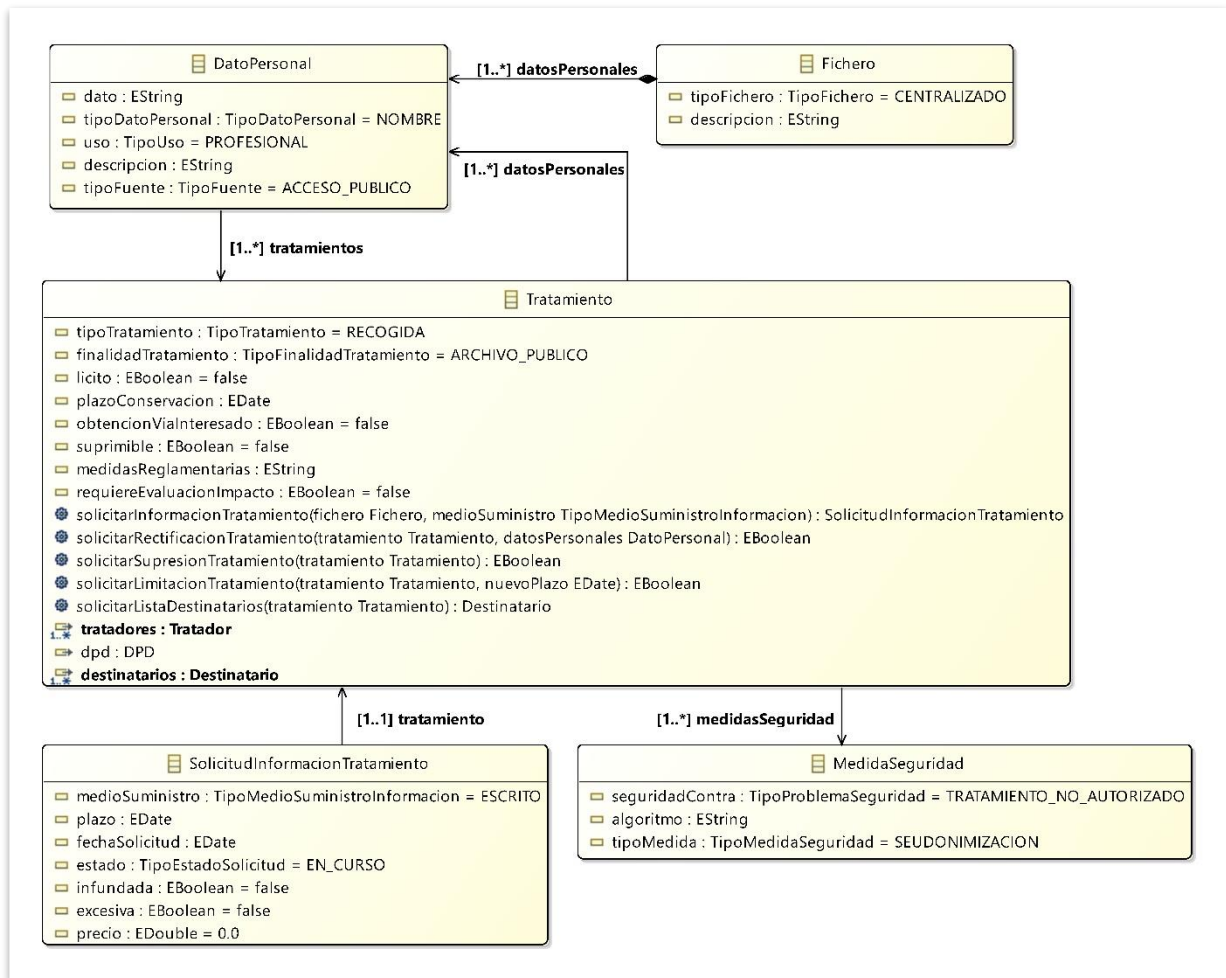 DatoPersonal
dato : EString
tipoDatoPersonal : TipoDatoPersonal = NOMBRE
uso : TipoUso = PROFESIONAL
descripcion : EString
tipoFuente : TipoFuente = ACCESO_PUBLICO
[1..*] datosPersonales
Fichero
tipoFichero : TipoFichero = CENTRALIZADO
descripcion : EString
[1..*] datosPersonales
[1..*] tratamientos
Tratamiento
tipoTratamiento : TipoTratamiento = RECOGIDA
finalidadTratamiento : TipoFinalidadTratamiento = ARCHIVO_PUBLICO
licito : EBoolean = false
plazoConservacion : EDate
obtencionViaInteresado : EBoolean = false
suprimible : EBoolean = false
medidasReglamentarias : EString
requiereEvaluacionImpacto : EBoolean = false
solicitarInformacionTratamiento(fichero Fichero, medioSuministro TipoMedioSuministroInformacion) : SolicitudInformacionTratamiento
solicitarRectificacionTratamiento(tratamiento Tratamiento, datosPersonales DatoPersonal) : EBoolean
solicitarSupresionTratamiento(tratamiento Tratamiento) : EBoolean
solicitarLimitacionTratamiento(tratamiento Tratamiento, nuevoPlazo EDate) : EBoolean
solicitarListaDestinatarios(tratamiento Tratamiento) : Destinatario
1..* tratadores : Tratador
dpd : DPD
1..* destinatarios : Destinatario
[1..1] tratamiento
[1..*] medidasSeguridad
SolicitudInformacionTratamiento
medioSuministro : TipoMedioSuministroInformacion = ESCRITO
plazo : EDate
fechaSolicitud : EDate
estado : TipoEstadoSolicitud = EN_CURSO
infundada : EBoolean = false
excesiva : EBoolean = false
precio : EDouble = 0.0
MedidaSeguridad
seguridadContra : TipoProblemaSeguridad = TRATAMIENTO_NO_AUTORIZADO
algoritmo : EString
tipoMedida : TipoMedidaSeguridad = SEUDONIMIZACION